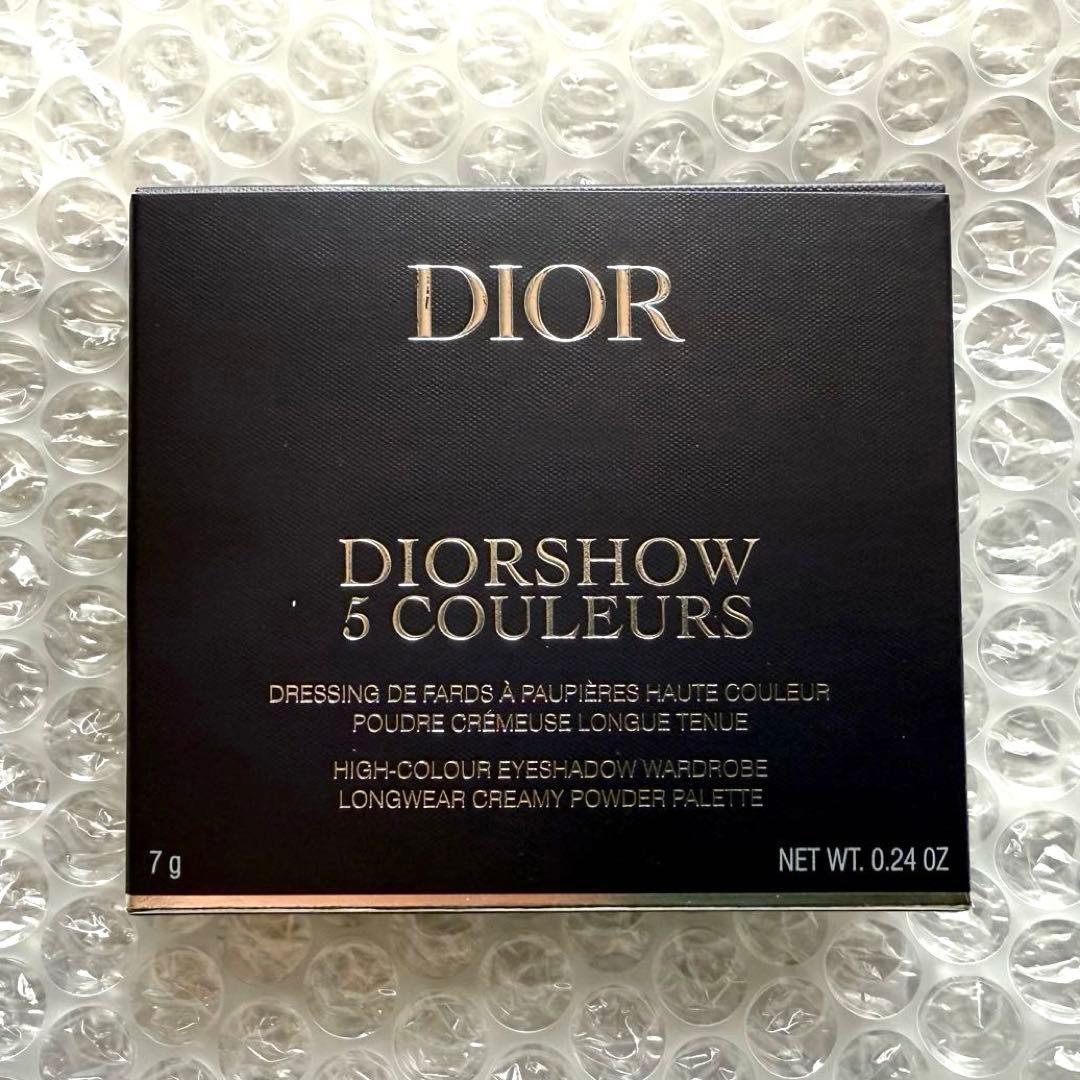 DIOR
DIORSHOW
5 COULEURS
DRESSING DE FARDS À PAUPIÈRES HAUTE COULEUR
POUDRE CRÉMEUSE LONGUE TENUE
HIGH-COLOUR EYESHADOW WARDROBE
LONGWEAR CREAMY POWDER PALETTE
7 g
NET WT. 0.24 OZ